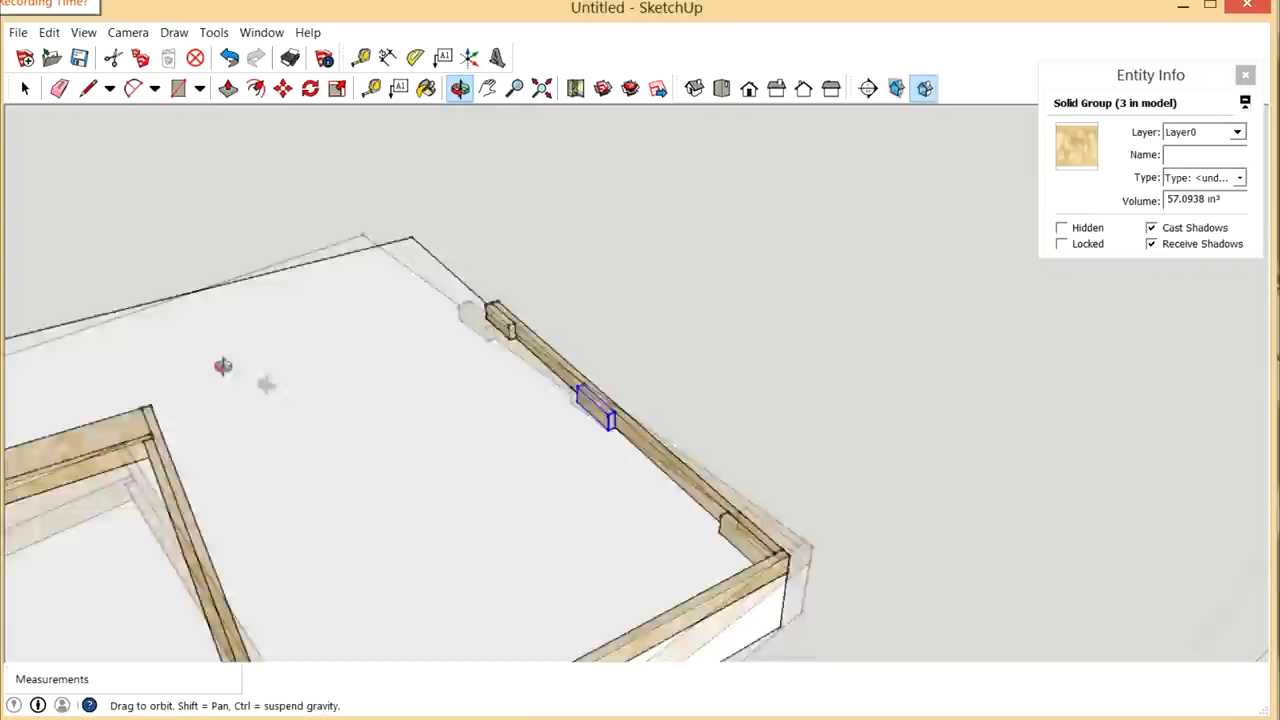 Recording Time?
Untitled - SketchUp
File Edit View Camera Draw Tools Window Help
A1
A1
Entity Info
Solid Group (3 in model)
Layer: Layer0
Name:
Type: Type: <und...
Volume: 57.0938 in³
Hidden Cast Shadows
Locked Receive Shadows
Measurements
Drag to orbit. Shift = Pan, Ctrl = suspend gravity.